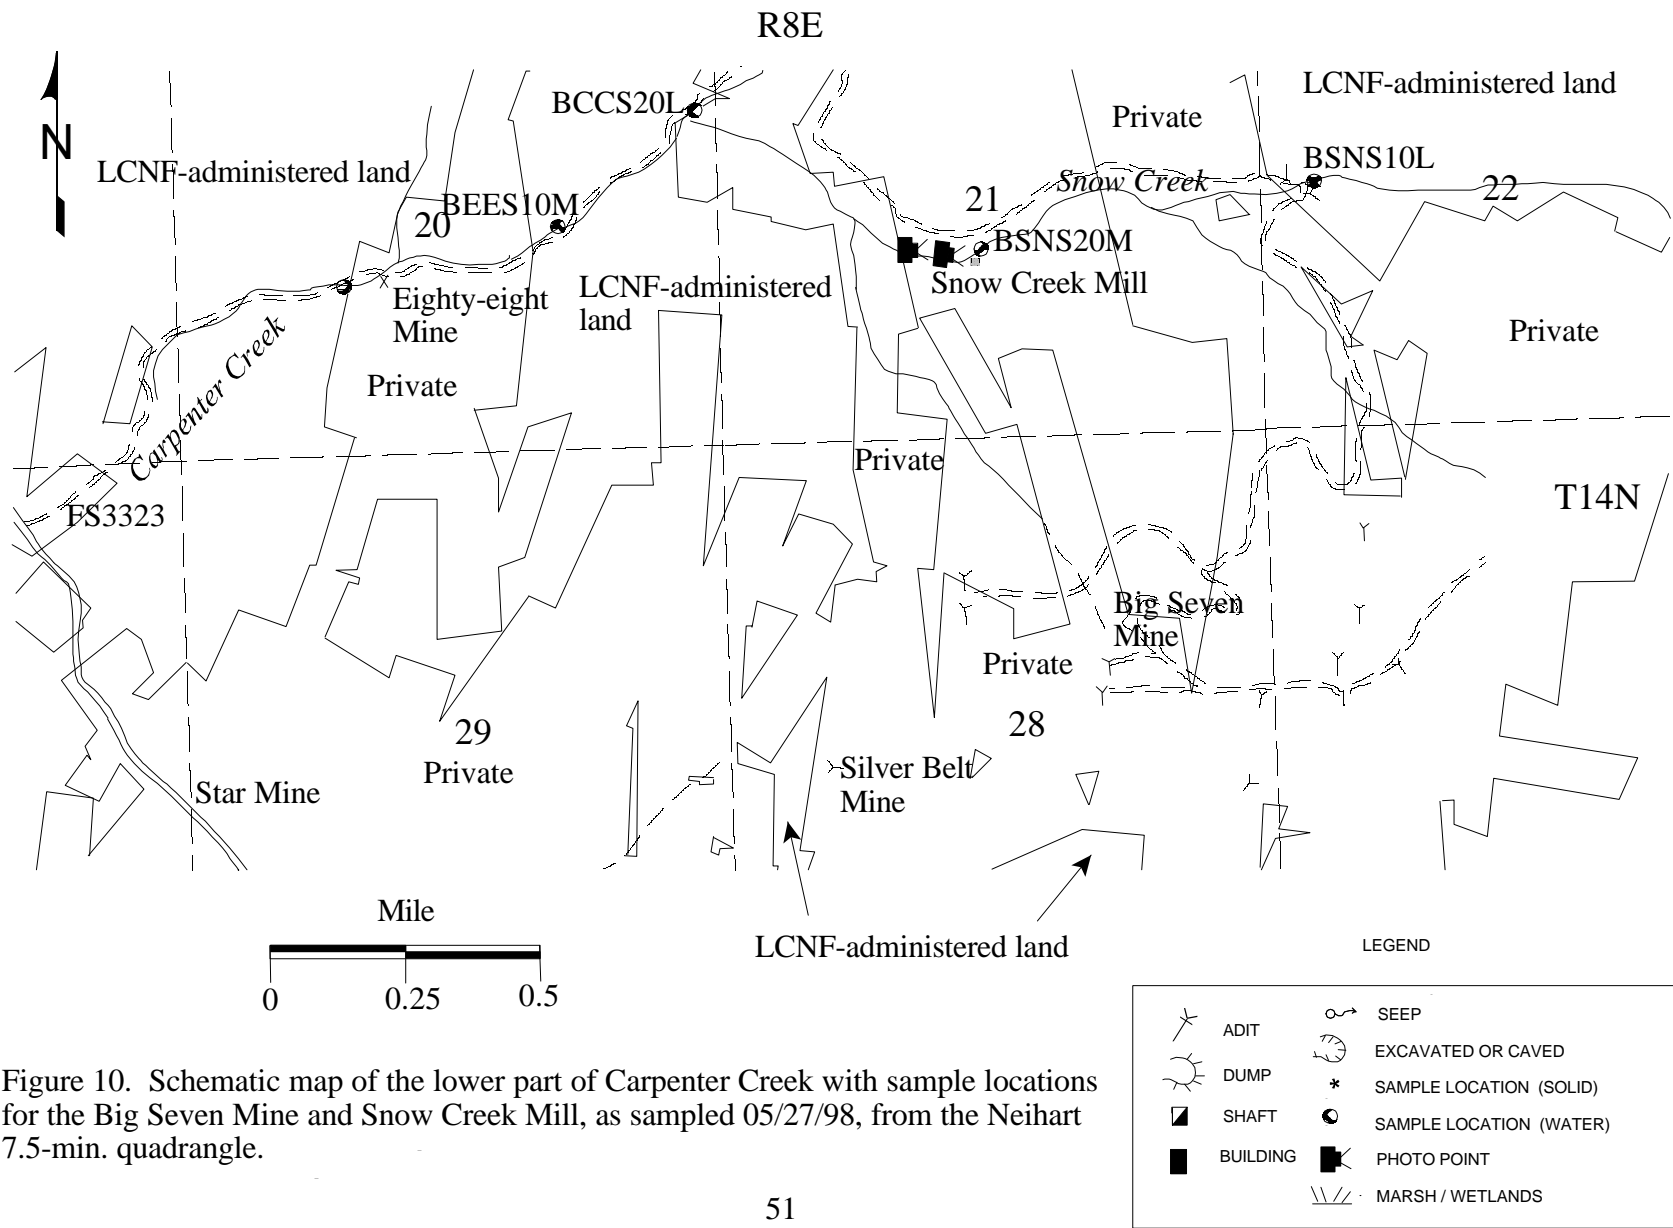 R8E
LCNF-administered land
BCCS20L
Private
N
LCNF-administered land
BSNS10L
Snow Creek
22
21
BEES10M
20
BSNS20M
Snow Creek Mill
Eighty-eight
Mine
LCNF-administered
land
Private
Carpenter Creek
Private
Private
T14N
FS3323
Big Seven
Mine
Private
29
28
Private
Star Mine
Silver Belt
Mine
Mile
0
0.25
0.5
LCNF-administered land
LEGEND
ADIT
DUMP
SHAFT
BUILDING
SEEP
EXCAVATED OR CAVED
SAMPLE LOCATION (SOLID)
SAMPLE LOCATION (WATER)
PHOTO POINT
MARSH / WETLANDS
Figure 10. Schematic map of the lower part of Carpenter Creek with sample locations
for the Big Seven Mine and Snow Creek Mill, as sampled 05/27/98, from the Neihart
7.5-min. quadrangle.
51